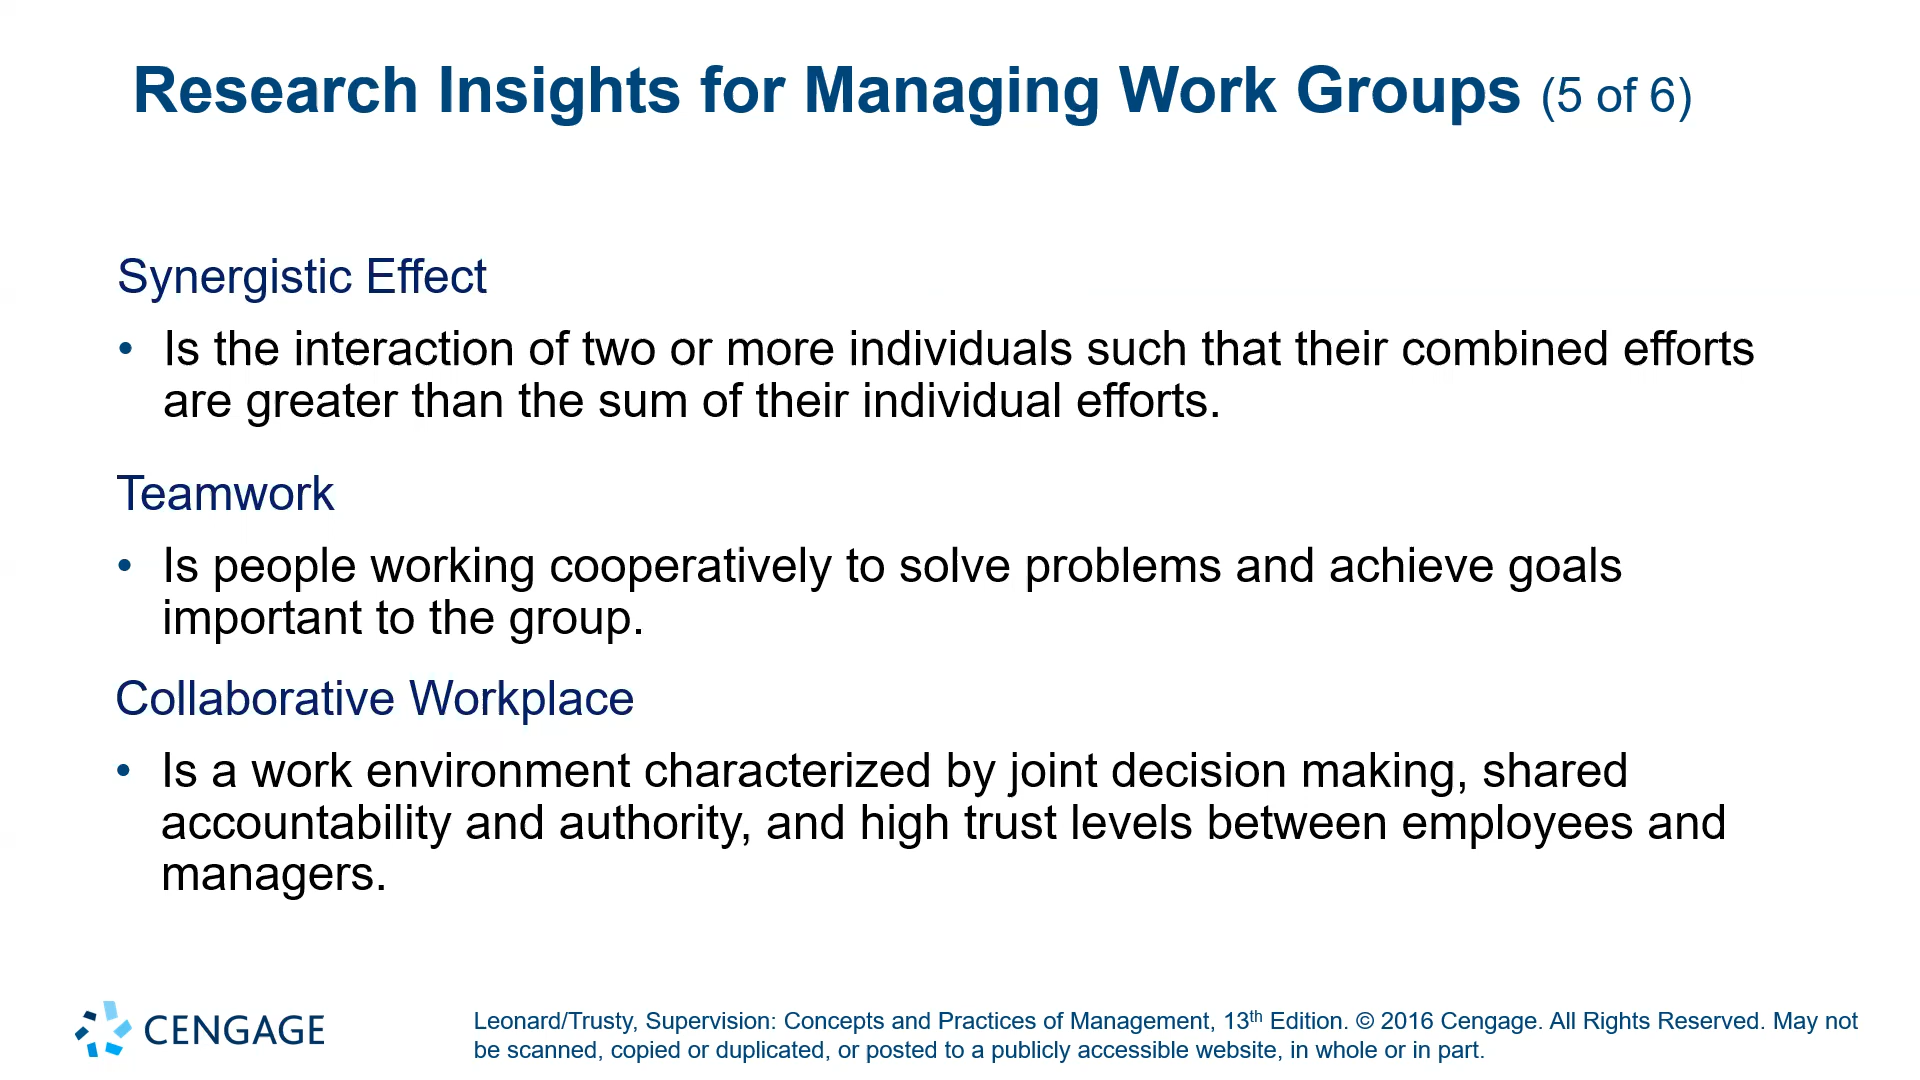 Research Insights for Managing Work Groups (5 of 6)
Synergistic Effect
• Is the interaction of two or more individuals such that their combined efforts
are greater than the sum of their individual efforts.
Teamwork
• Is people working cooperatively to solve problems and achieve goals
important to the group.
Collaborative Workplace
• Is a work environment characterized by joint decision making, shared
accountability and authority, and high trust levels between employees and
managers.
CENGAGE
Leonard/Trusty, Supervision: Concepts and Practices of Management, 13th Edition. © 2016 Cengage. All Rights Reserved. May not
be scanned, copied or duplicated, or posted to a publicly accessible website, in whole or in part.